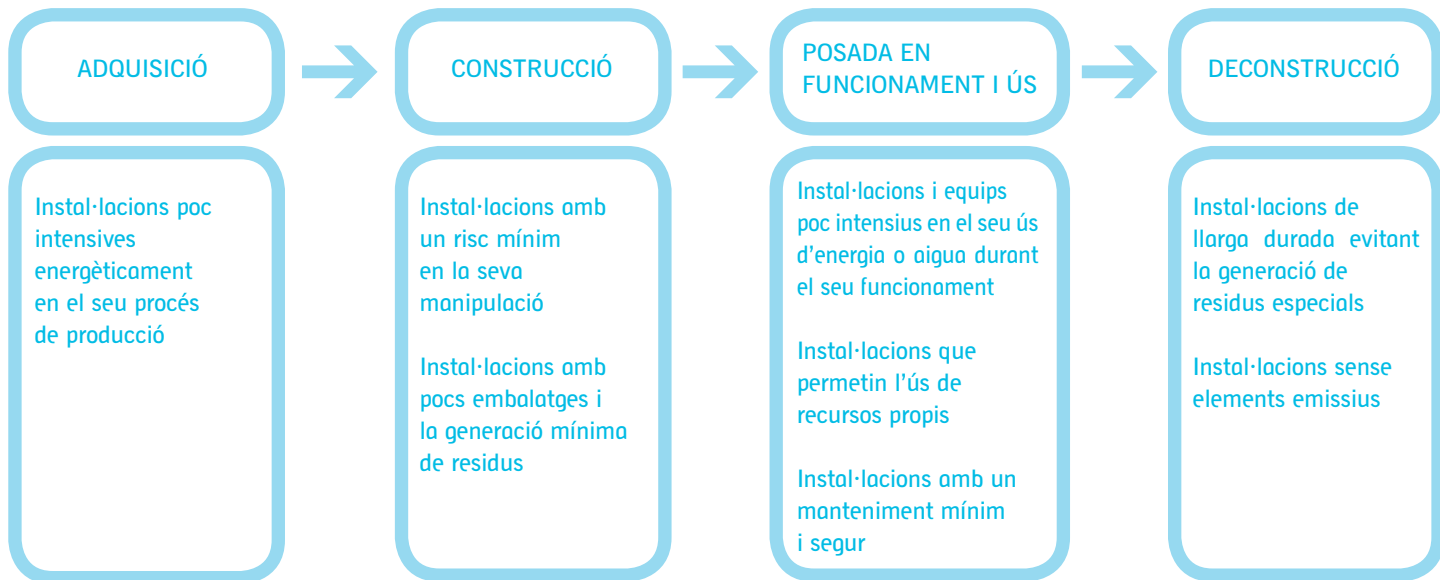 ADQUISICIÓ
CONSTRUCCIÓ
POSADA EN
FUNCIONAMENT I ÚS
DECONSTRUCCIÓ
Instal·lacions poc
intensives
energèticament
en el seu procés
de producció
Instal·lacions amb
un risc mínim
en la seva
manipulació
Instal·lacions amb
pocs embalatges i
la generació mínima
de residus
Instal·lacions i equips
poc intensius en el seu ús
d’energia o aigua durant
el seu funcionament
Instal·lacions que
permetin l’ús de
recursos propis
Instal·lacions amb un
manteniment mínim
i segur
Instal·lacions de
llarga durada evitant
la generació de
residus especials
Instal·lacions sense
elements emissius